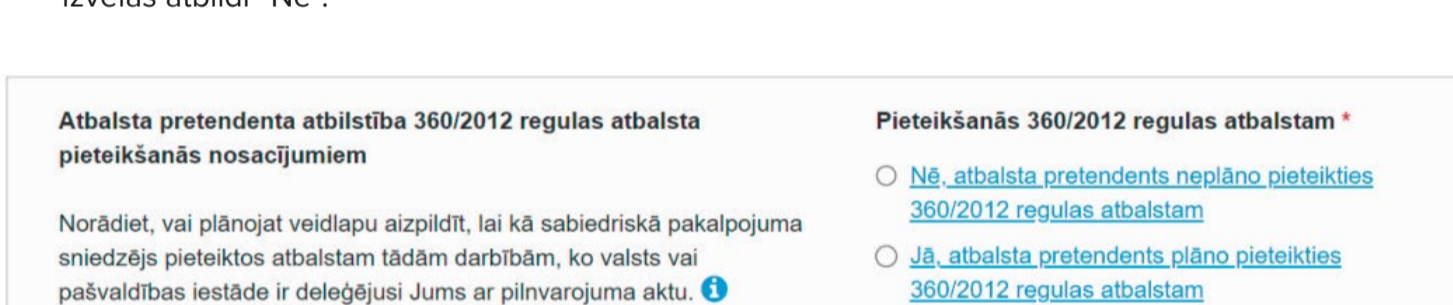 izvēlas atbildi "Nē".
Atbalsta pretendenta atbilstība 360/2012 regulas atbalsta
pieteikšanās nosacījumiem
Norādiet, vai plānojat veidlapu aizpildīt, lai kā sabiedriskā pakalpojuma
sniedzējs pieteiktos atbalstam tādām darbībām, ko valsts vai
pašvaldības iestāde ir deleģējusi Jums ar pilnvarojuma aktu.
Pieteikšanās 360/2012 regulas atbalstam *
Nē, atbalsta pretendents neplāno pieteikties
360/2012 regulas atbalstam
Jā, atbalsta pretendents plāno pieteikties
360/2012 regulas atbalstam